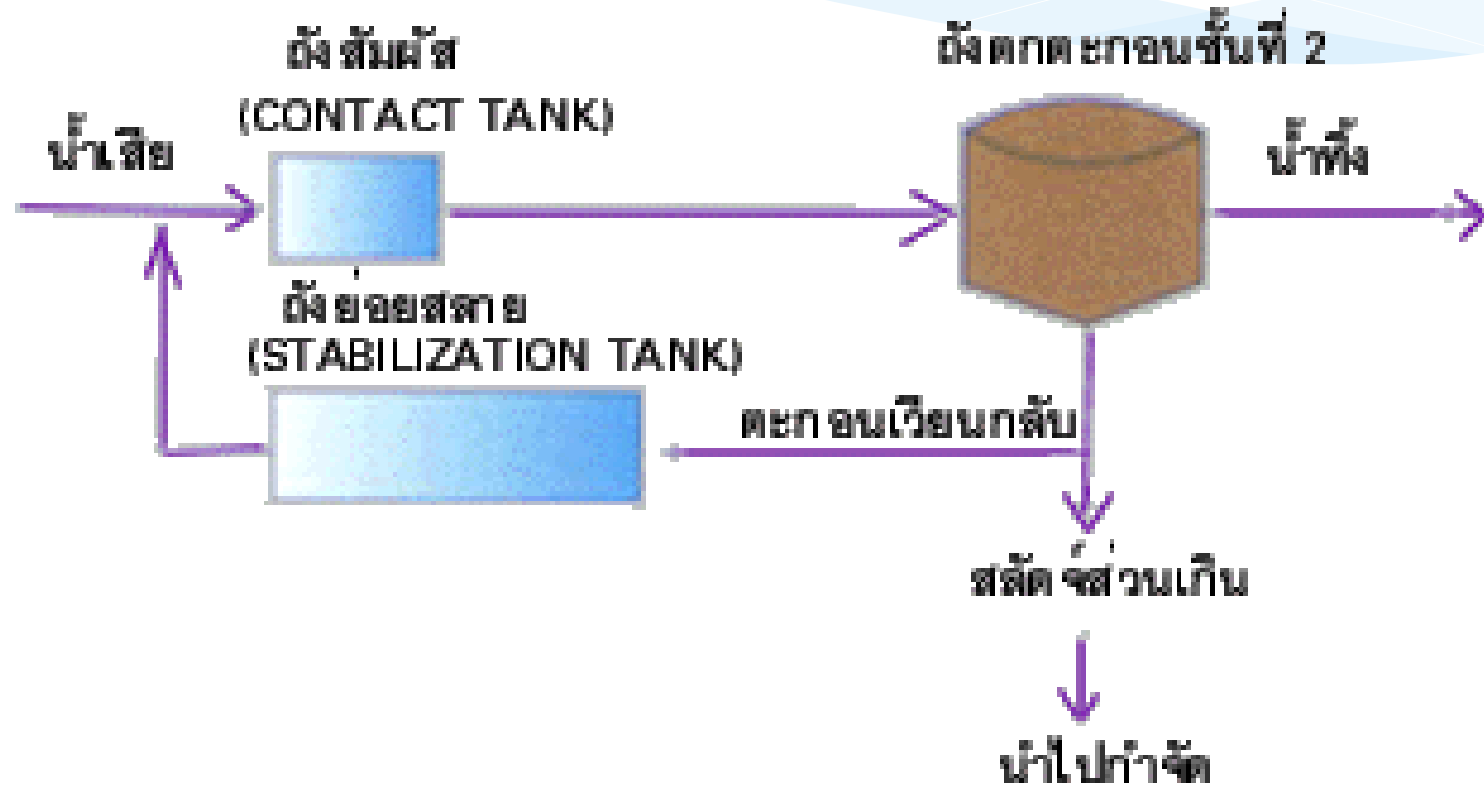 ถังสัมผัส
(CONTACT TANK)
ถังตกตะกอนชั้นที่ 2
น้ำเสีย
น้ำทิ้ง
ถังย่อยสลาย
(STABILIZATION TANK)
ตะกอนเวียนกลับ
สลัดจ์ส่วนเกิน
นำไปกำจัด